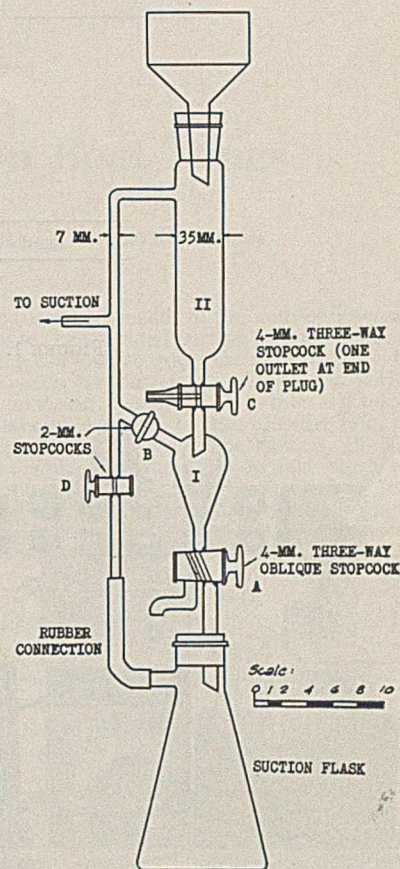 7 MM.
35MM.
II
TO SUCTION
4-MM. THREE-WAY
STOPCOCK (ONE
OUTLET AT END
OF PLUG)
C
2-MM.
STOPCOCKS
B
I
D
4-MM. THREE-WAY
OBLIQUE STOPCOCK
A
RUBBER
CONNECTION
Scale:
0 1 2 4 6 8 10
SUCTION FLASK